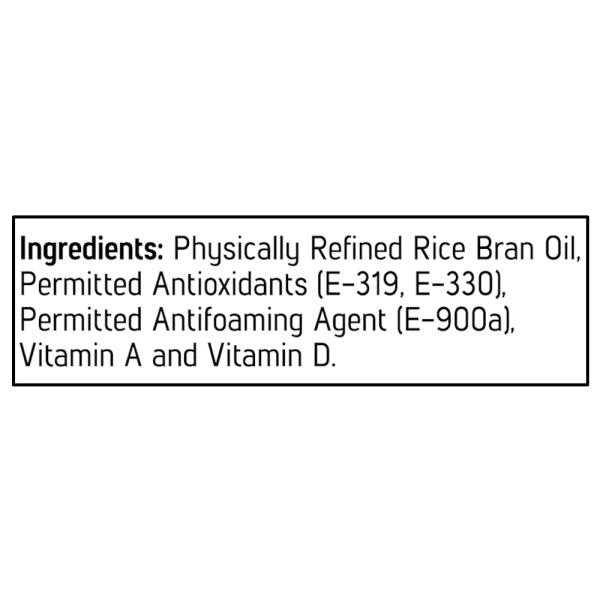 Ingredients: Physically Refined Rice Bran Oil,
Permitted Antioxidants (E-319, E-330),
Permitted Antifoaming Agent (E-900a),
Vitamin A and Vitamin D.